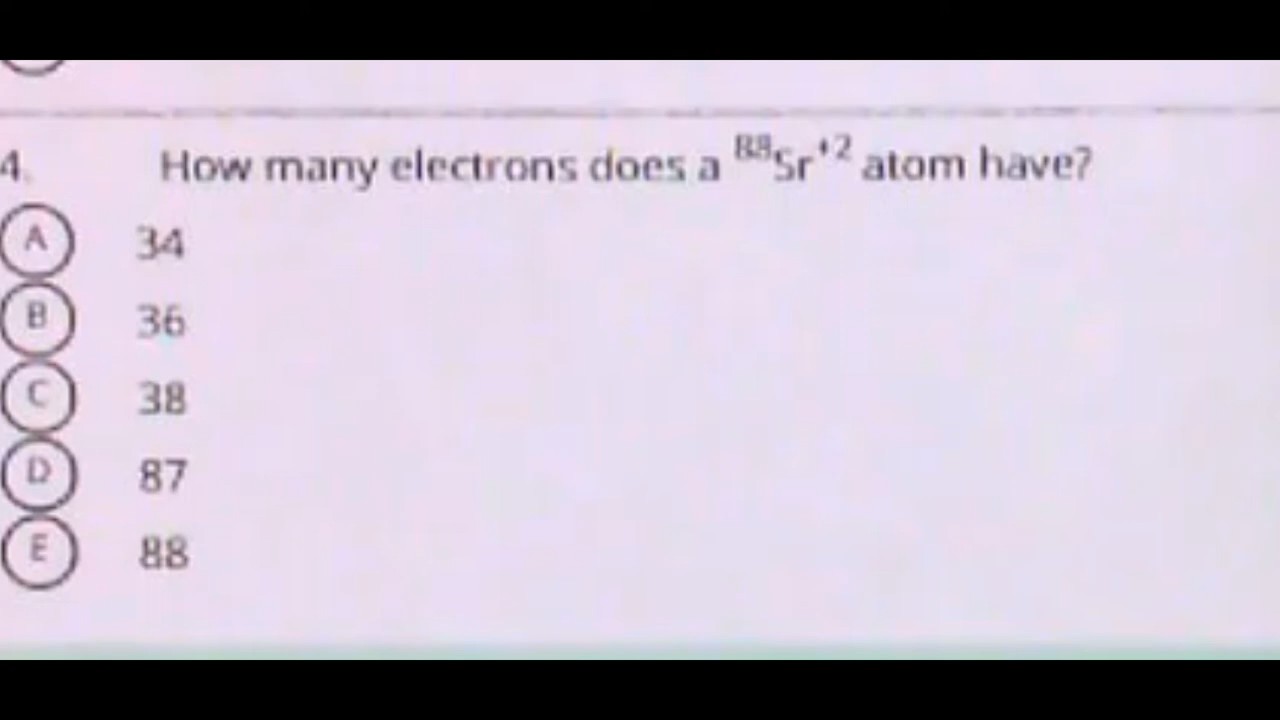 4. How many electrons does a ⁸⁸Sr⁺² atom have?
A 34
B 36
C 38
D 87
E 88